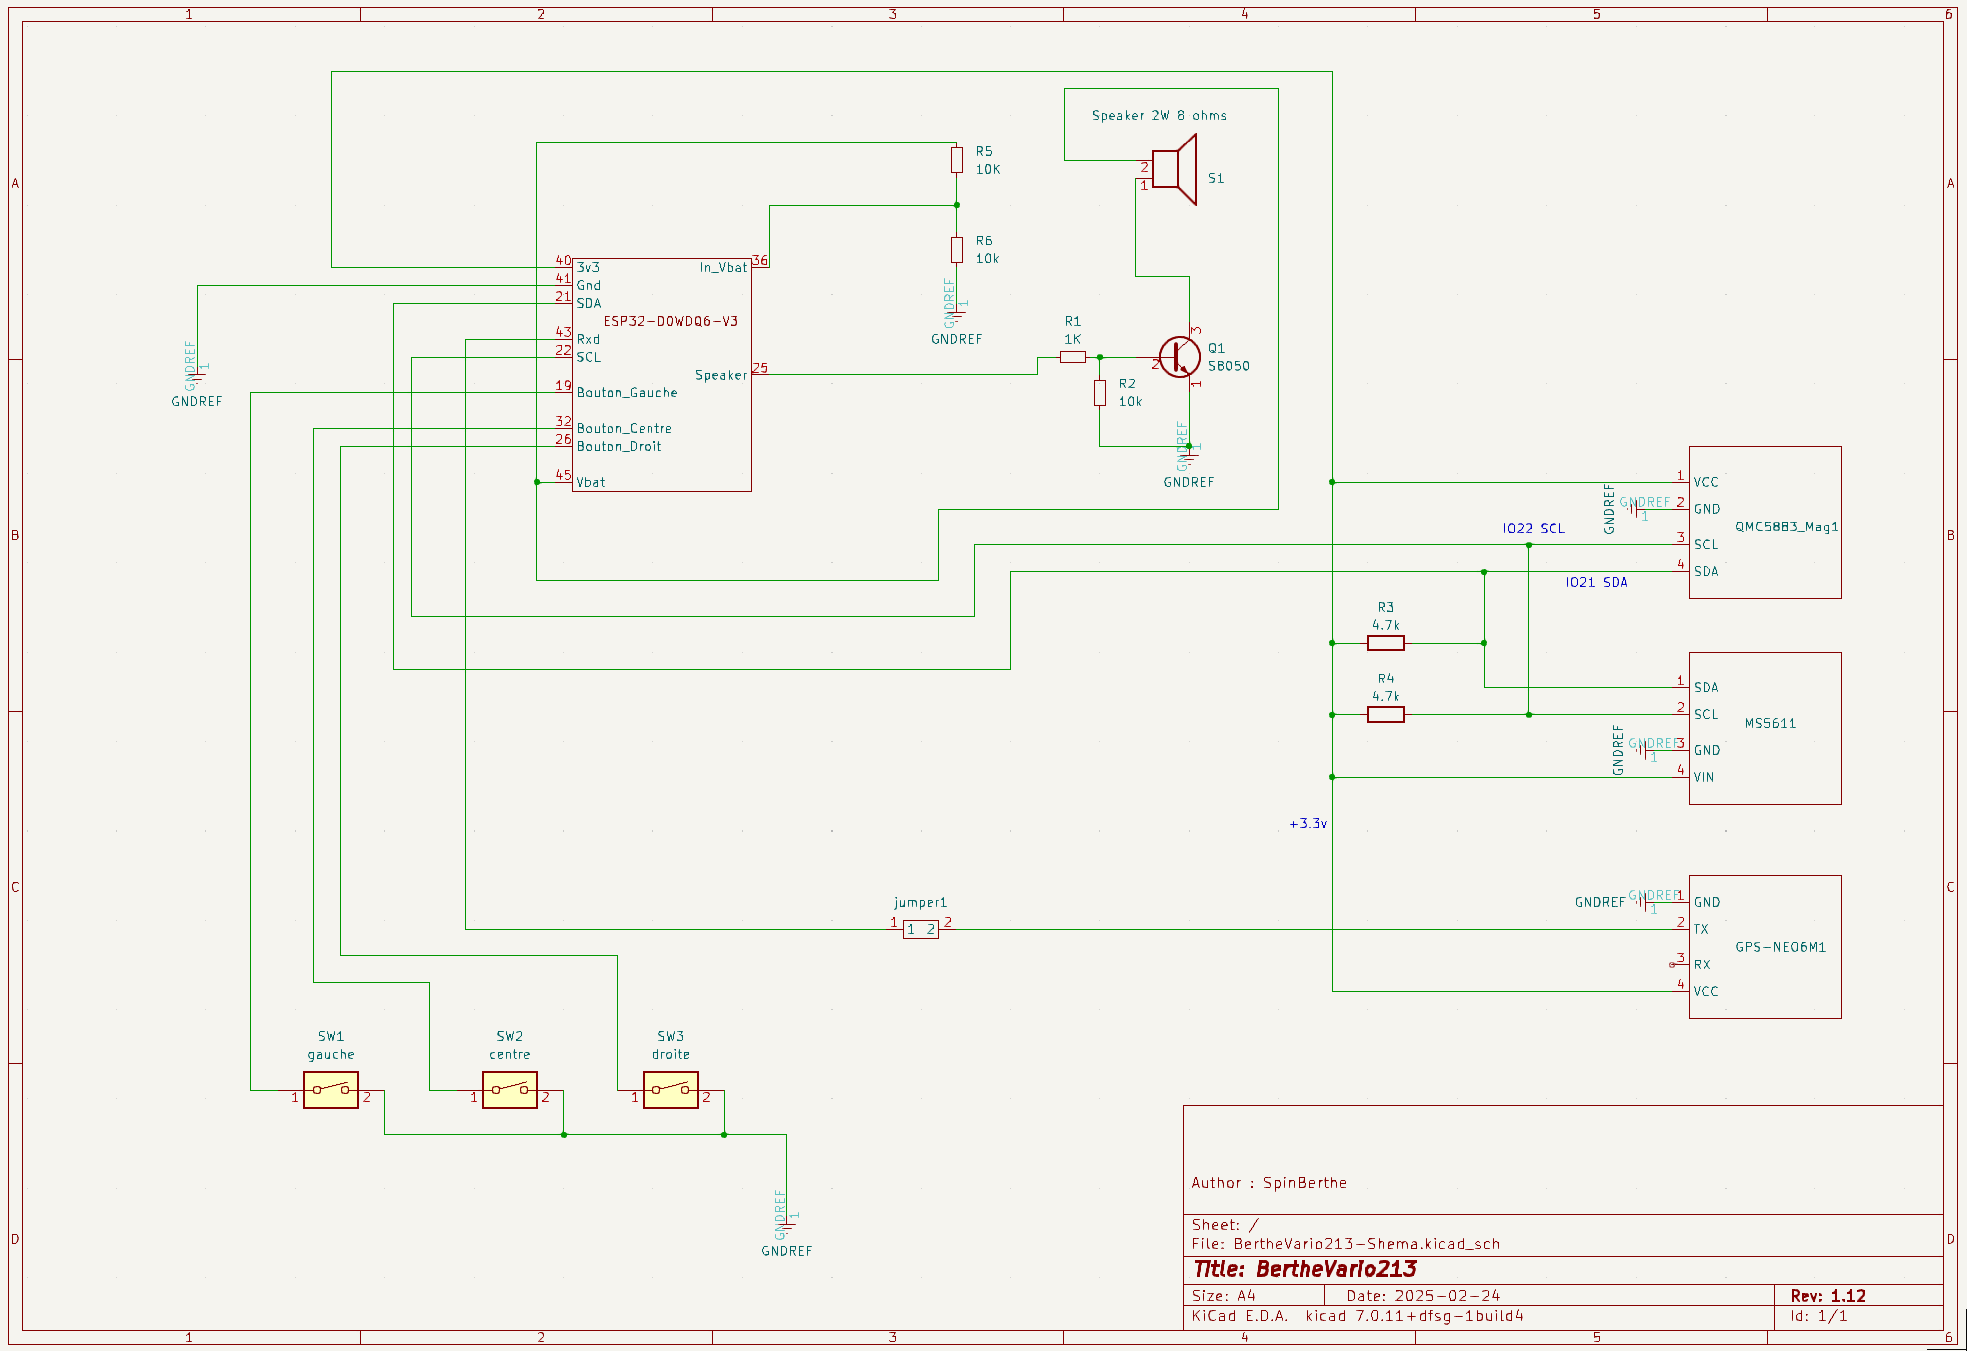 1 2 3 4 5 6
Speaker 2W 8 ohms
R5
10K
2
1
S1
A A
R6
10k
GNDREF
1
GNDREF
40 3v3
41 Gnd
21 SDA
43 Rxd
22 SCL
19 Bouton_Gauche
32 Bouton_Centre
26 Bouton_Droit
45 Vbat
In_Vbat 36
ESP32-D0WDQ6-V3
Speaker 25
GNDREF
1
GNDREF
R1
1K
R2
10k
3
2
1
Q1
S8050
GNDREF
1
GNDREF
B B
1 VCC
2 GND
3 SCL
4 SDA
QMC5883_Mag1
GNDREF
1
GNDREF
IO22 SCL
IO21 SDA
R3
4.7k
R4
4.7k
1 SDA
2 SCL
3 GND
4 VIN
MS5611
GNDREF
1
GNDREF
+3.3v
C C
jumper1
1 1 2 2
GNDREF
GNDREF
1
1 GND
2 TX
3 RX
4 VCC
GPS-NEO6M1
SW1
gauche
1 2
SW2
centre
1 2
SW3
droite
1 2
GNDREF
1
GNDREF
D D
Author : SpinBerthe
Sheet: /
File: BertheVario213-Shema.kicad_sch
Title: BertheVario213
Size: A4 Date: 2025-02-24 Rev: 1.12
KiCad E.D.A. kicad 7.0.11+dfsg-1build4 Id: 1/1
1 2 3 4 5 6